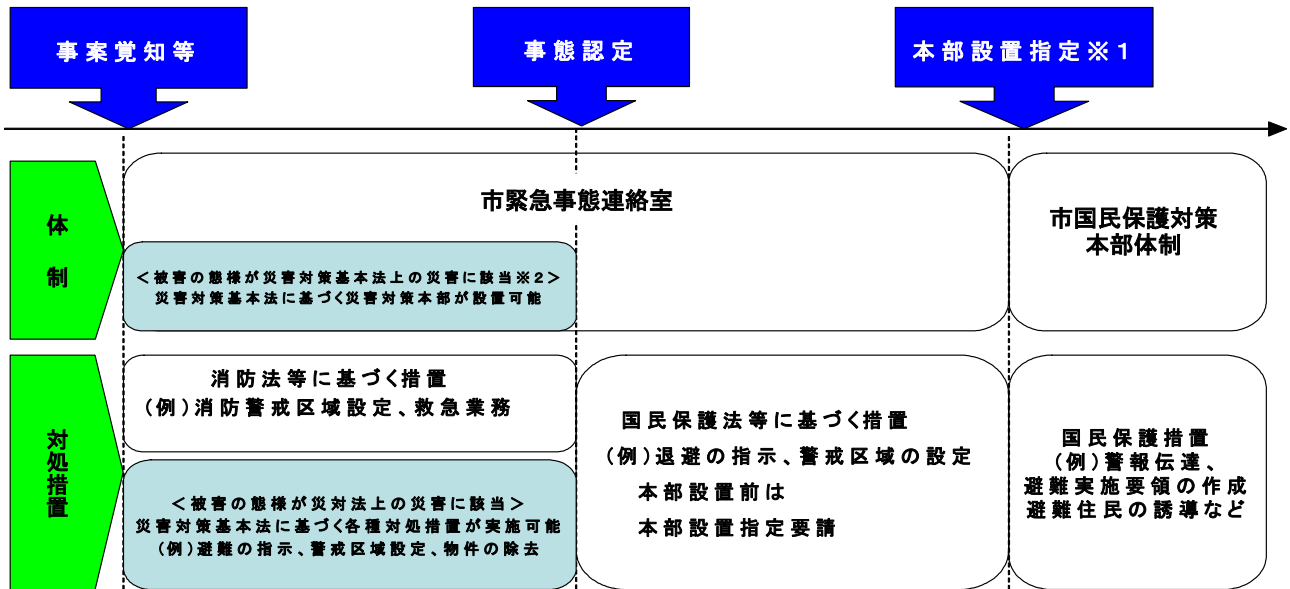 事案覚知等
事態認定
本部設置指定※1
体制
市緊急事態連絡室
<被害の態様が災害対策基本法上の災害に該当※2>
災害対策基本法に基づく災害対策本部が設置可能
市国民保護対策
本部体制
対処措置
消防法等に基づく措置
(例)消防警戒区域設定、救急業務
<被害の態様が災対法上の災害に該当>
災害対策基本法に基づく各種対処措置が実施可能
(例)避難の指示、警戒区域設定、物件の除去
国民保護法等に基づく措置
(例)退避の指示、警戒区域の設定
本部設置前は
本部設置指定要請
国民保護措置
(例)警報伝達、
避難実施要領の作成
避難住民の誘導など